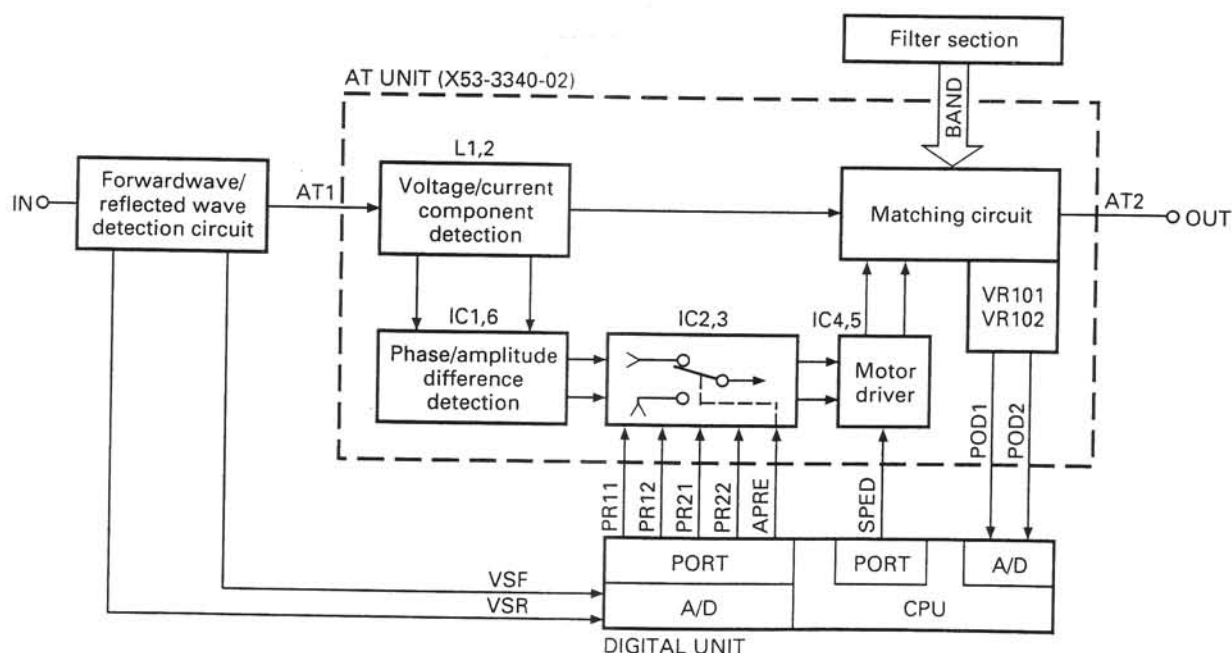 Filter section
AT UNIT (X53-3340-02)
BAND
L1,2
IN
Forwardwave/
reflected wave
detection circuit
AT1
Voltage/current
component
detection
Matching circuit
AT2
OUT
VR101
VR102
IC1,6
IC2,3
IC4,5
Phase/amplitude
difference
detection
Motor
driver
POD1
POD2
PR11
PR12
PR21
PR22
APRE
SPED
PORT
PORT
A/D
VSF
VSR
A/D
CPU
DIGITAL UNIT